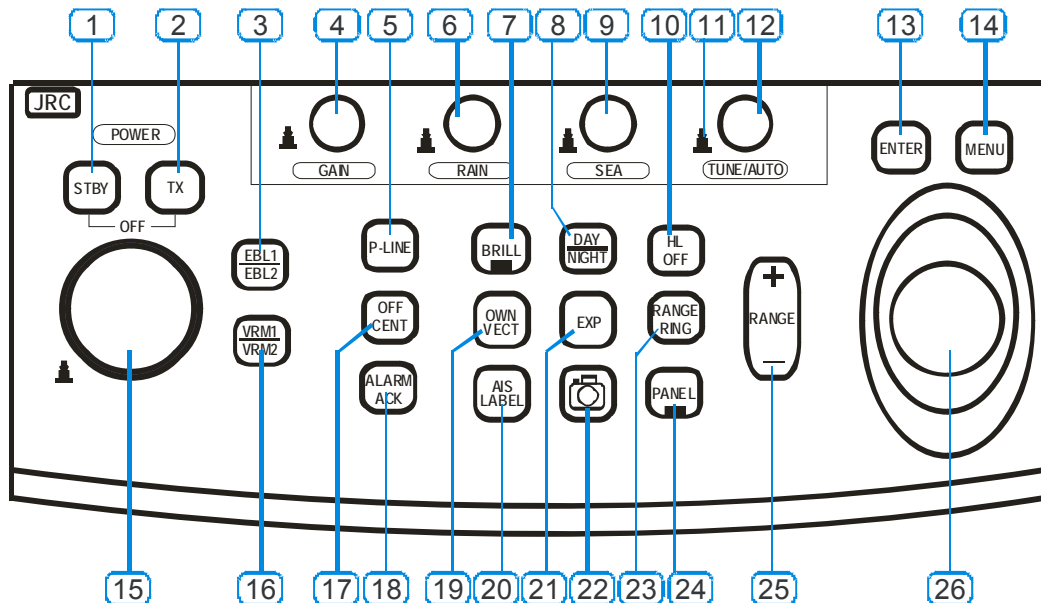 1 2 3 4 5 6 7 8 9 10 11 12 13 14
JRC
POWER
STBY TX
OFF
GAIN RAIN SEA TUNE/AUTO
ENTER MENU
EBL1
EBL2
P-LINE
BRILL
DAY
NIGHT
HL
OFF
VRM1
VRM2
OFF
CENT
OWN
VECT
EXP
RANGE
RING
+
RANGE
–
ALARM
ACK
AIS
LABEL
PANEL
15 16 17 18 19 20 21 22 23 24 25 26